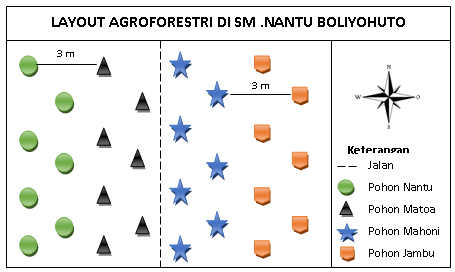 LAYOUT AGROFORESTRI DI SM .NANTU BOLIYOHUTO
3 m
3 m
N
W
O
S
Keterangan
Jalan
Pohon Nantu
Pohon Matoa
Pohon Mahoni
Pohon Jambu